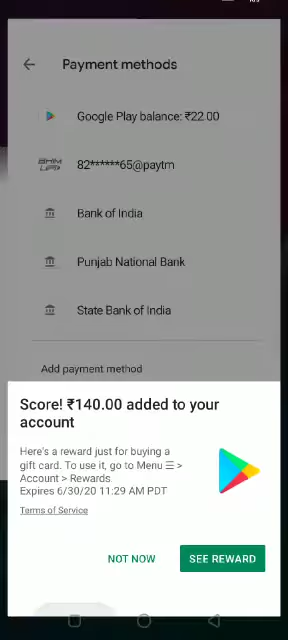 Payment methods
Google Play balance: ₹22.00
BHIM
UPI
82******65@paytm
Bank of India
Punjab National Bank
State Bank of India
Add payment method
Score! ₹140.00 added to your
account
Here's a reward just for buying a
gift card. To use it, go to Menu ☰ >
Account > Rewards.
Expires 6/30/20 11:29 AM PDT
Terms of Service
NOT NOW
SEE REWARD